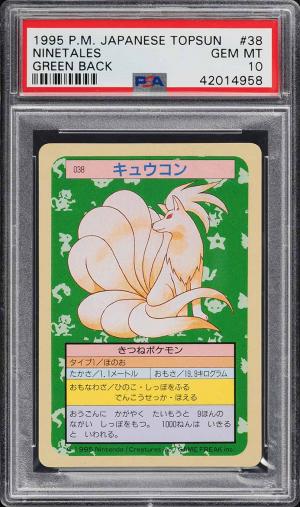 1995 P.M. JAPANESE TOPSUN #38
NINETALES GEM MT
GREEN BACK 10
PSA 42014958
038 キュウコン
きつねポケモン
タイプ1/ほのお
たかさ/1.1メートル おもさ/19.9キログラム
おもなわざ/ひのこ・しっぽをふる
でんこうせっか・ほえる
おうごんに かがやく たいもうと 9ほんの
ながい しっぽをもつ。 1000ねんは いきる
と いわれる。
©1995 Nintendo/Creatures inc./GAME FREAK inc.